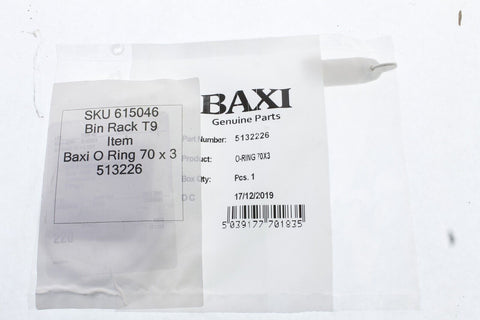 SKU 615046
Bin Rack T9
Item
Baxi O Ring 70 x 3
513226
BAXI
Genuine Parts
Part Number: 5132226
Product: O-RING 70X3
Box Qty: Pcs. 1
D C 17/12/2019
5 039177 701835